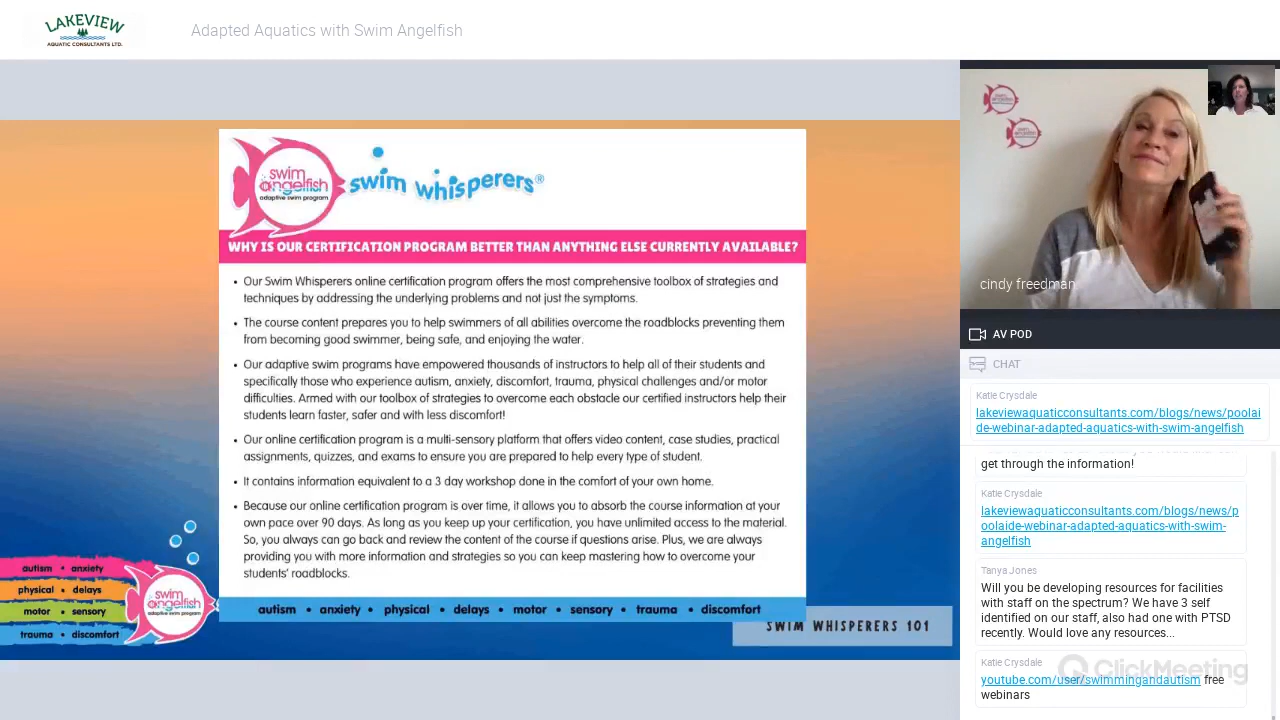 LAKEVIEW
AQUATIC CONSULTANTS LTD.
Adapted Aquatics with Swim Angelfish
swim
angelfish
adaptive swim program
swim whisperers®
WHY IS OUR CERTIFICATION PROGRAM BETTER THAN ANYTHING ELSE CURRENTLY AVAILABLE?
• Our Swim Whisperers online certification program offers the most comprehensive toolbox of strategies and
techniques by addressing the underlying problems and not just the symptoms.
• The course content prepares you to help swimmers of all abilities overcome the roadblocks preventing them
from becoming good swimmer, being safe, and enjoying the water.
• Our adaptive swim programs have empowered thousands of instructors to help all of their students and
specifically those who experience autism, anxiety, discomfort, trauma, physical challenges and/or motor
difficulties. Armed with our toolbox of strategies to overcome each obstacle our certified instructors help their
students learn faster, safer and with less discomfort!
• Our online certification program is a multi-sensory platform that offers video content, case studies, practical
assignments, quizzes, and exams to ensure you are prepared to help every type of student.
• It contains information equivalent to a 3 day workshop done in the comfort of your own home.
• Because our online certification program is over time, it allows you to absorb the course information at your
own pace over 90 days. As long as you keep up your certification, you have unlimited access to the material.
So, you always can go back and review the content of the course if questions arise. Plus, we are always
providing you with more information and strategies so you can keep mastering how to overcome your
students' roadblocks.
autism • anxiety • physical • delays • motor • sensory • trauma • discomfort
SWIM WHISPERERS 101
autism • anxiety
physical • delays
motor • sensory
trauma • discomfort
swim
angelfish
adaptive swim program
cindy freedman
AV POD
CHAT
Katie Crysdale
lakeviewaquaticconsultants.com/blogs/news/poolai
de-webinar-adapted-aquatics-with-swim-angelfish
get through the information!
Katie Crysdale
lakeviewaquaticconsultants.com/blogs/news/p
oolaide-webinar-adapted-aquatics-with-swim-
angelfish
Tanya Jones
Will you be developing resources for facilities
with staff on the spectrum? We have 3 self
identified on our staff, also had one with PTSD
recently. Would love any resources...
Katie Crysdale
youtube.com/user/swimmingandautism free
webinars
ClickMeeting